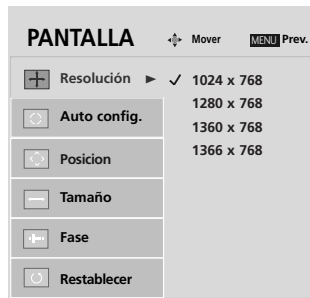 PANTALLA Mover MENU Prev.
Resolución ► ✓ 1024 x 768
1280 x 768
Auto config.
1360 x 768
1366 x 768
Posicion
Tamaño
Fase
Restablecer